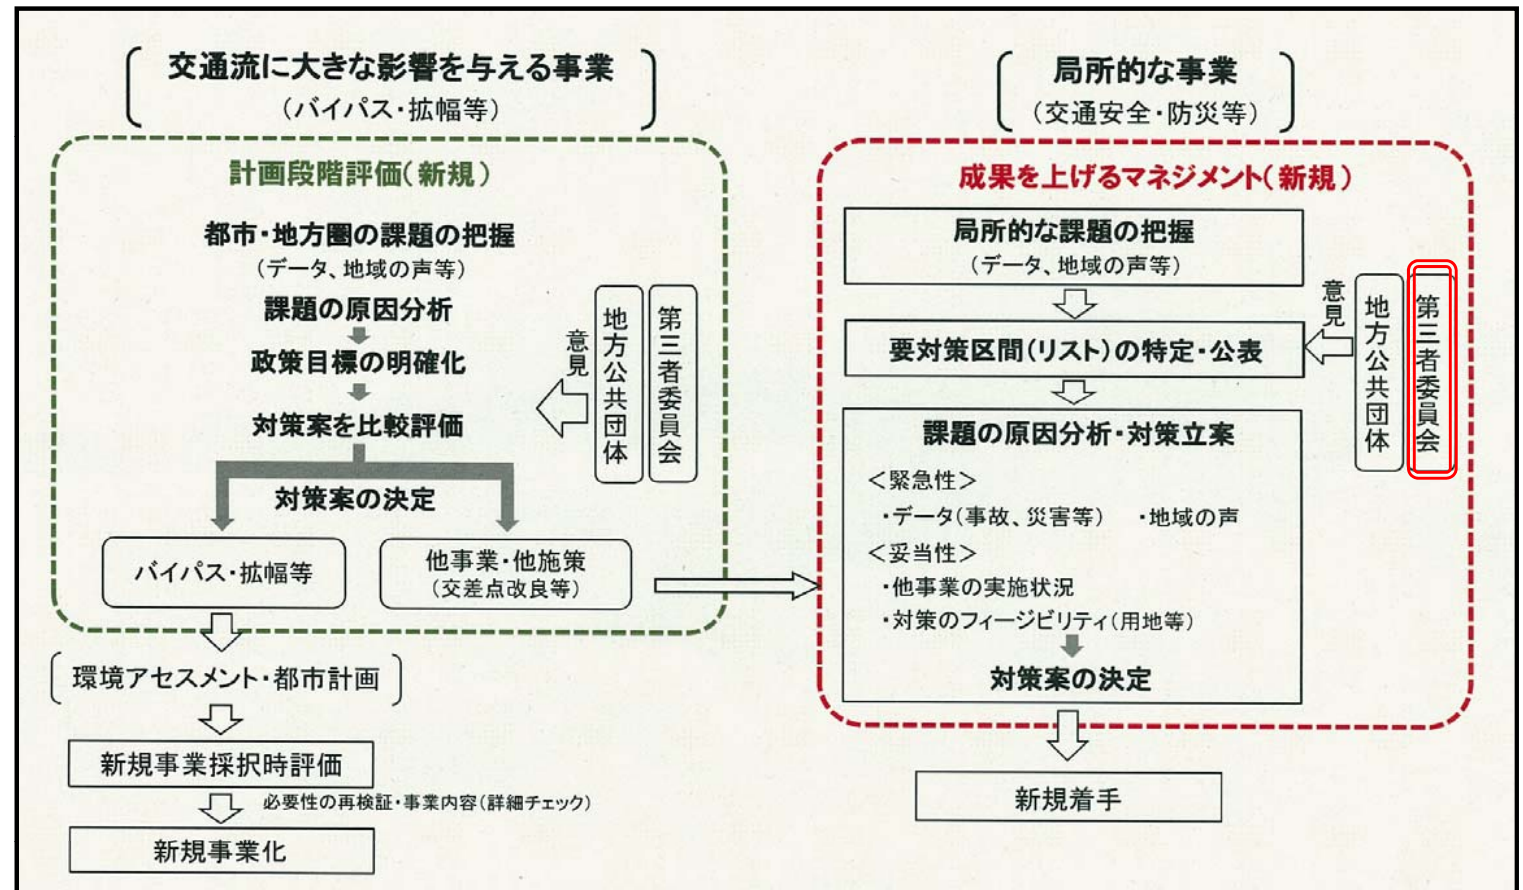 交通流に大きな影響を与える事業
（バイパス・拡幅等）
計画段階評価（新規）
都市・地方圏の課題の把握
（データ、地域の声等）
課題の原因分析
政策目標の明確化
対策案を比較評価
対策案の決定
意見
地方公共団体
第三者委員会
バイパス・拡幅等
他事業・他施策
（交差点改良等）
環境アセスメント・都市計画
新規事業採択時評価
必要性の再検証・事業内容（詳細チェック）
新規事業化
局所的な事業
（交通安全・防災等）
成果を上げるマネジメント（新規）
局所的な課題の把握
（データ、地域の声等）
要対策区間（リスト）の特定・公表
意見
地方公共団体
第三者委員会
課題の原因分析・対策立案
＜緊急性＞
・データ（事故、災害等）　・地域の声
＜妥当性＞
・他事業の実施状況
・対策のフィージビリティ（用地等）
対策案の決定
新規着手